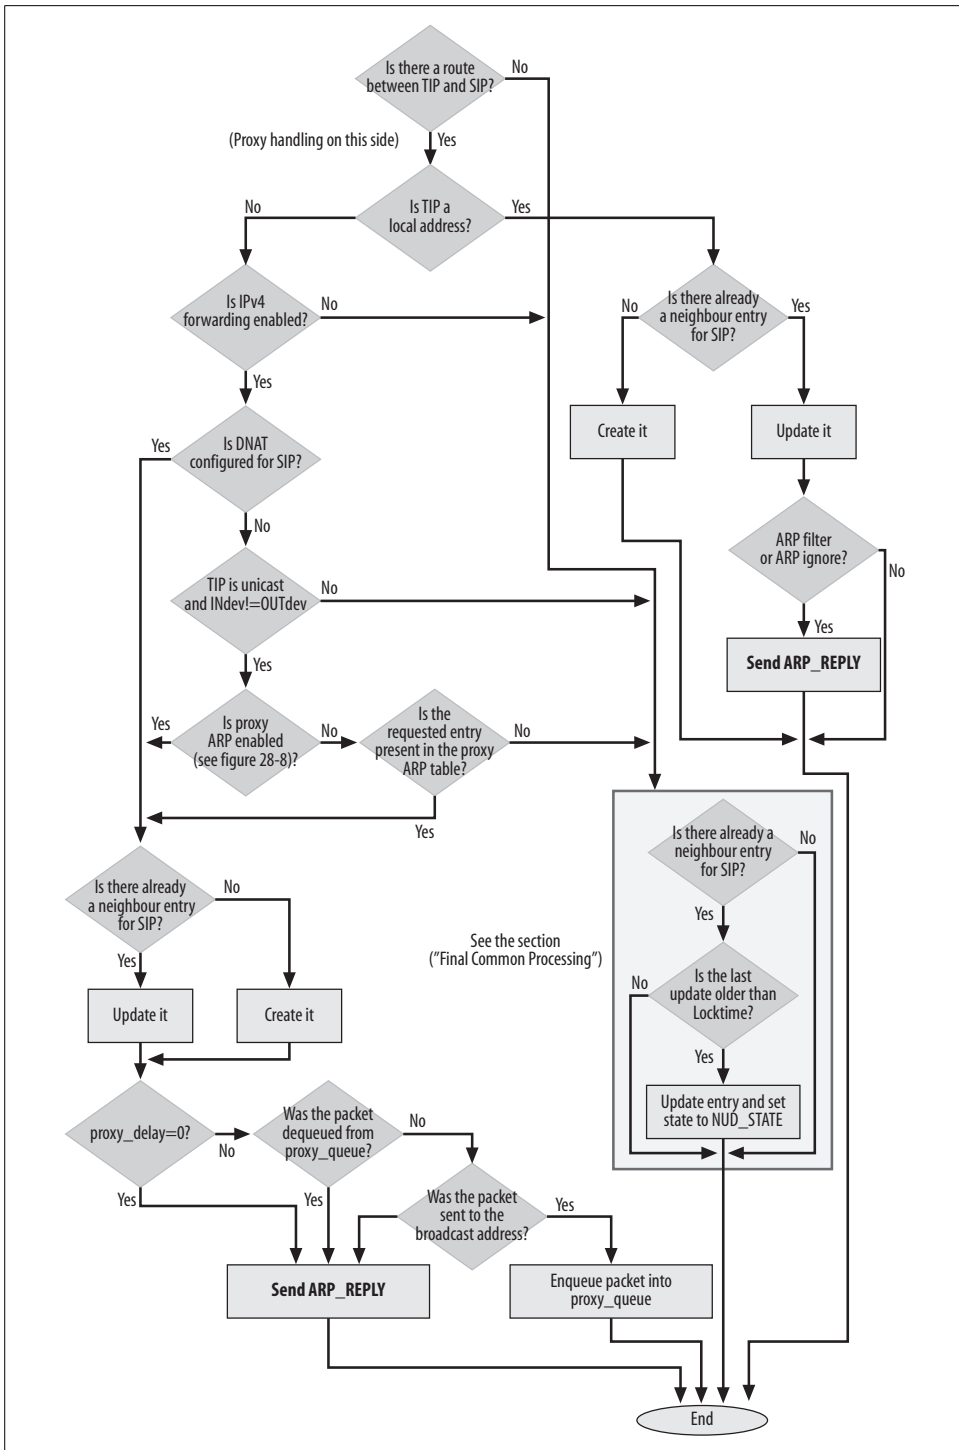 Is there a route
between TIP and SIP?
No
(Proxy handling on this side)
Yes
Is TIP a
local address?
No
Yes
Is IPv4
forwarding enabled?
No
Is there already
a neighbour entry
for SIP?
No
Yes
Yes
Create it
Update it
Is DNAT
configured for SIP?
Yes
No
ARP filter
or ARP ignore?
No
Yes
TIP is unicast
and INdev!=OUTdev
No
Yes
Send ARP_REPLY
Is proxy
ARP enabled
(see figure 28-8)?
Yes
No
Is the
requested entry
present in the proxy
ARP table?
No
Yes
Is there already a
neighbour entry
for SIP?
No
Yes
Is there already
a neighbour entry
for SIP?
No
Yes
See the section
("Final Common Processing")
Is the last
update older than
Locktime?
No
Yes
Update it
Create it
Update entry and set
state to NUD_STATE
proxy_delay=0?
No
Yes
Was the packet
dequeued from
proxy_queue?
No
Yes
Was the packet
sent to the
broadcast address?
Yes
Send ARP_REPLY
Enqueue packet into
proxy_queue
End